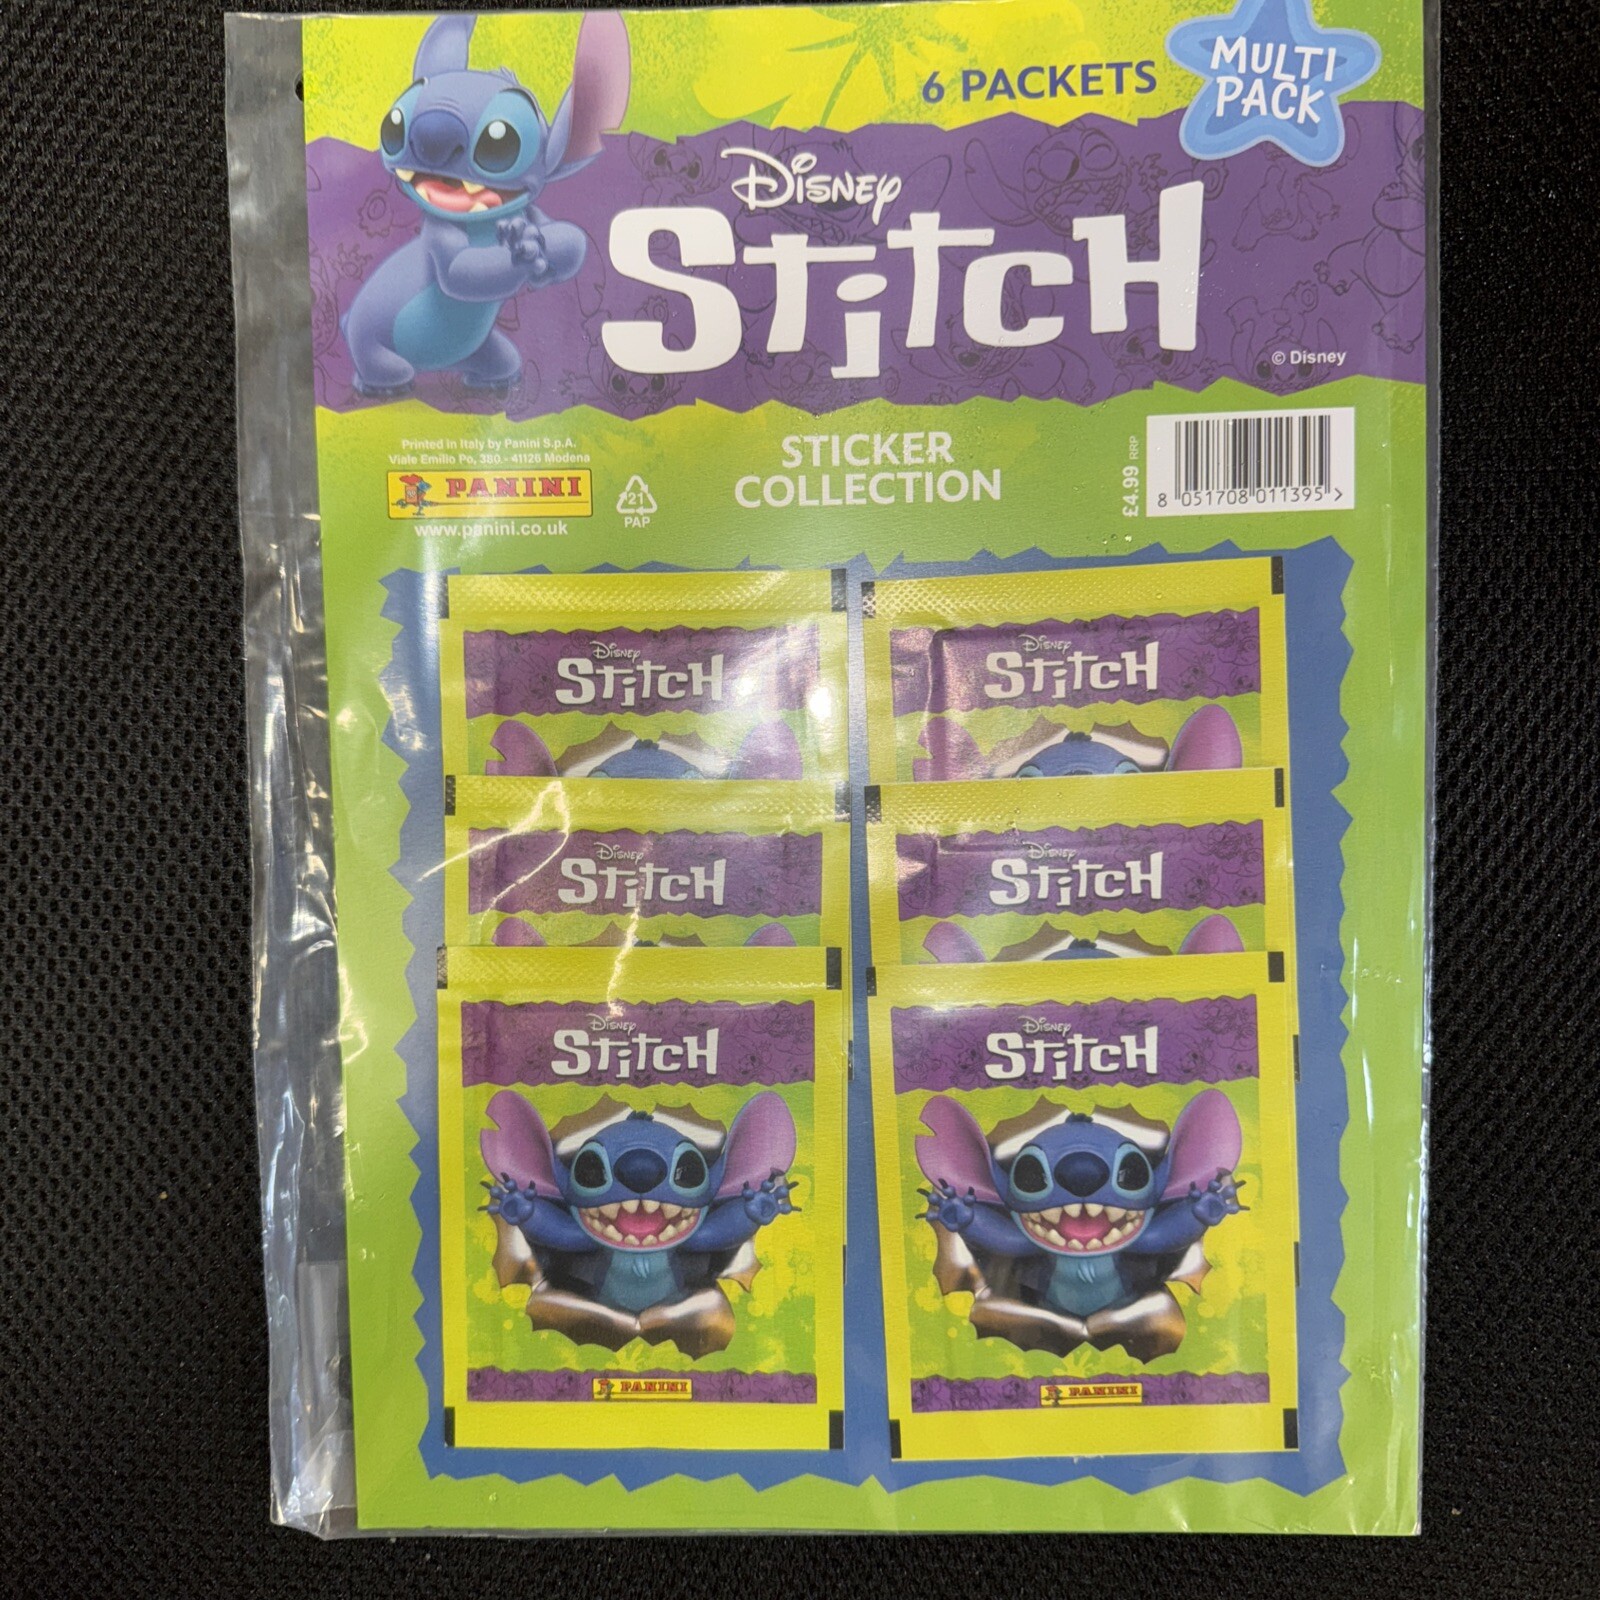 6 PACKETS
MULTI
PACK
Disney
Stitch
© Disney
Printed in Italy by Panini S.p.A.
Viale Emilio Po, 380 - 41126 Modena
PANINI
www.panini.co.uk
21
PAP
STICKER
COLLECTION
£4.99 RRP
8 051708 011395 >
Disney
Stitch
Disney
Stitch
Disney
Stitch
Disney
Stitch
Disney
Stitch
PANINI
Disney
Stitch
PANINI